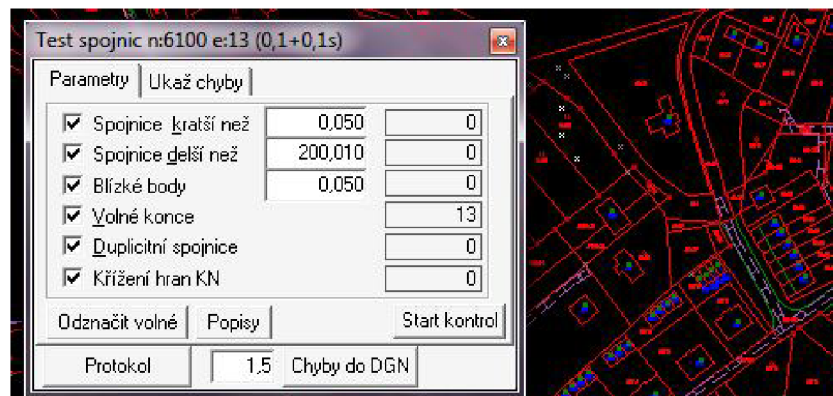 Test spojnic n:6100 e:13 (0,1+0,1s)
Parametry Ukaž chyby
Spojnice kratší než 0,050 0
Spojnice delší než 200,010 0
Blízké body 0,050 0
Volné konce 13
Duplicitní spojnice 0
Křížení hran KN 0
Odznačit volné Popisy Start kontrol
Protokol 1,5 Chyby do DGN